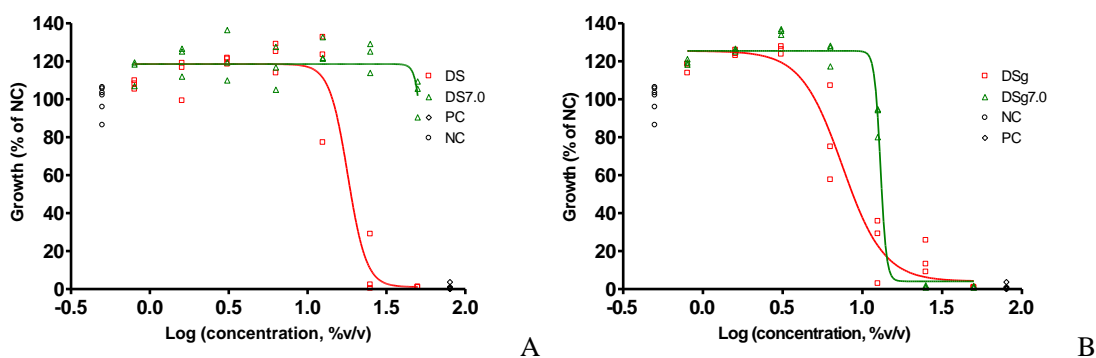 140
120
100
80
60
40
20
0
Growth (% of NC)
-0.5 0.0 0.5 1.0 1.5 2.0
Log (concentration, %v/v)
DS
DS7.0
PC
NC
A
140
120
100
80
60
40
20
0
Growth (% of NC)
-0.5 0.0 0.5 1.0 1.5 2.0
Log (concentration, %v/v)
DSg
DSg7.0
NC
PC
B